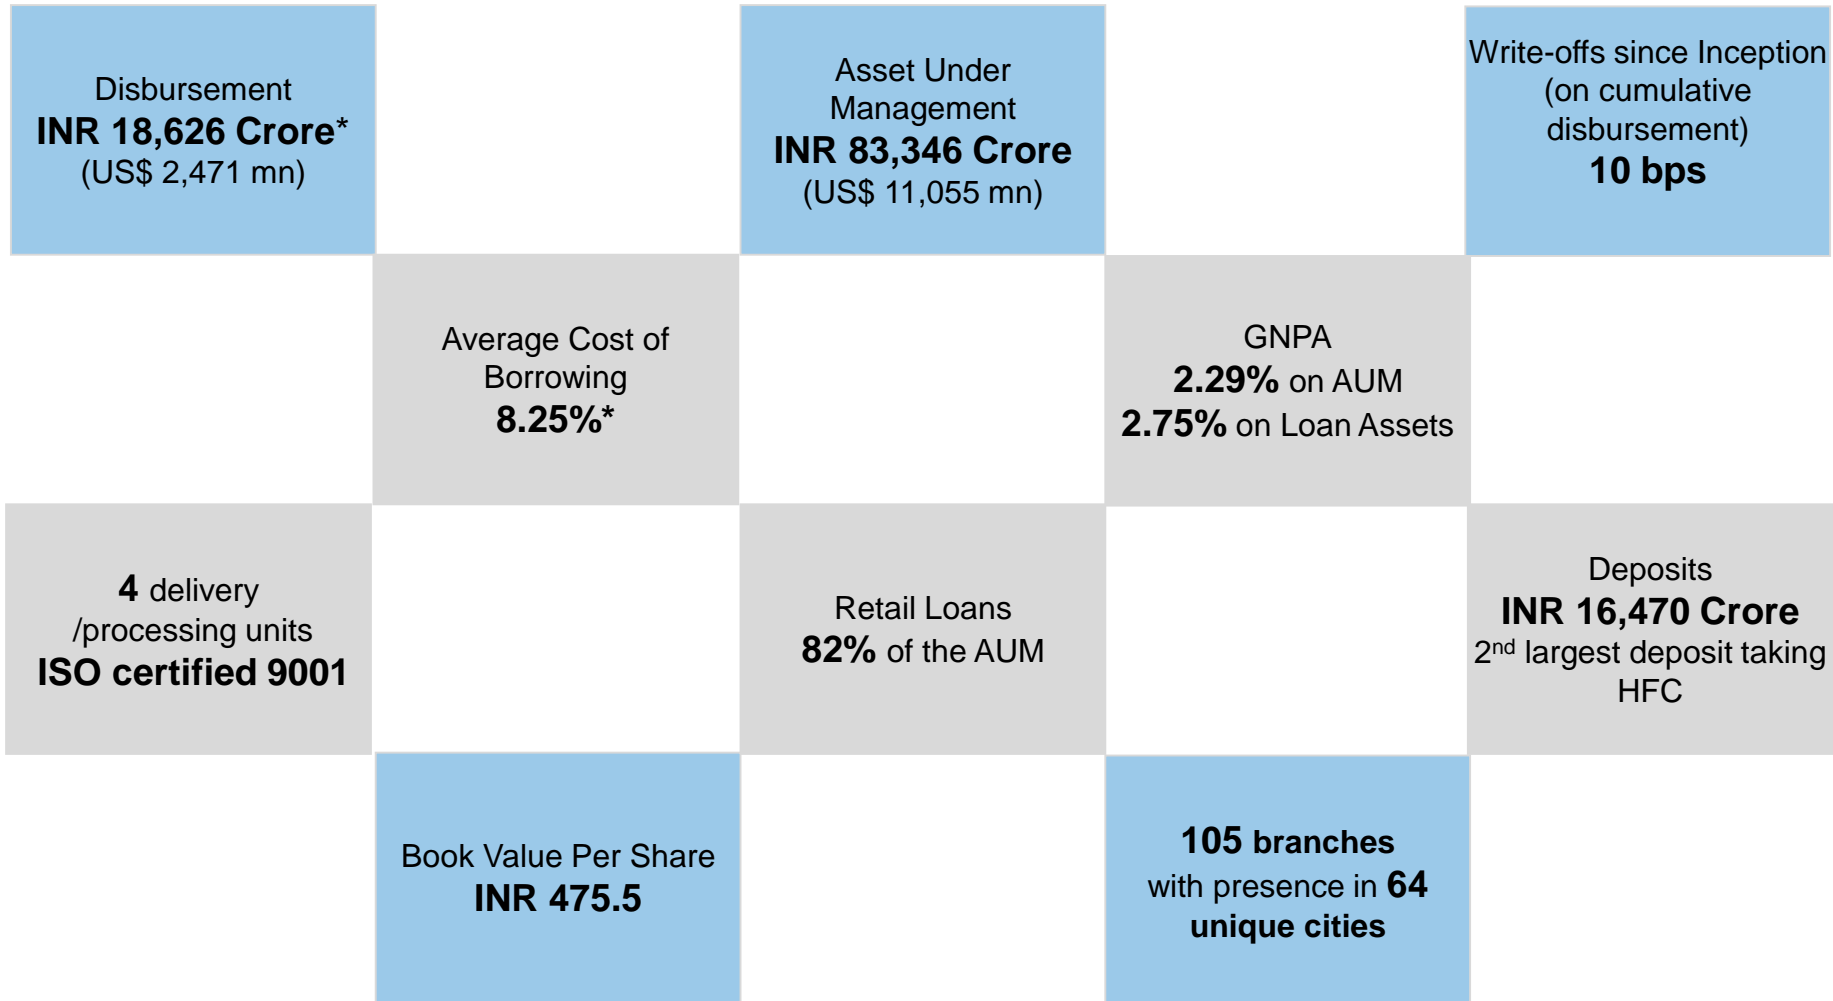 Disbursement
INR 18,626 Crore*
(US$ 2,471 mn)
Asset Under
Management
INR 83,346 Crore
(US$ 11,055 mn)
Write-offs since Inception
(on cumulative
disbursement)
10 bps
Average Cost of
Borrowing
8.25%*
GNPA
2.29% on AUM
2.75% on Loan Assets
4 delivery
/processing units
ISO certified 9001
Retail Loans
82% of the AUM
Deposits
INR 16,470 Crore
2nd largest deposit taking
HFC
Book Value Per Share
INR 475.5
105 branches
with presence in 64
unique cities